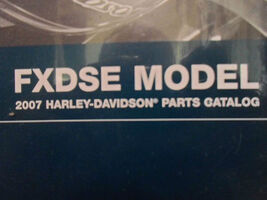 FXDSE MODEL
2007 HARLEY-DAVIDSON® PARTS CATALOG